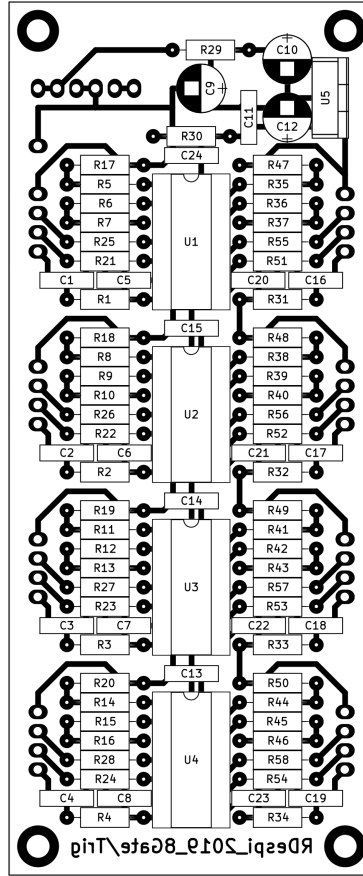 R29
C10
U5
C9
C11
C12
R30
C24
R17
R47
R5
R35
R6
R36
R7
U1
R37
R25
R55
R21
R51
C1
C5
C20
C16
R1
R31
C15
R18
R48
R8
R38
R9
R39
R10
U2
R40
R26
R56
R22
R52
C2
C6
C21
C17
R2
R32
C14
R19
R49
R11
R41
R12
R42
R13
U3
R43
R27
R57
R23
R53
C3
C7
C22
C18
R3
R33
C13
R20
R50
R14
R44
R15
R45
R16
U4
R46
R28
R58
R24
R54
C4
C8
C23
C19
R4
R34
RDespi_2019_8Gate/Trig